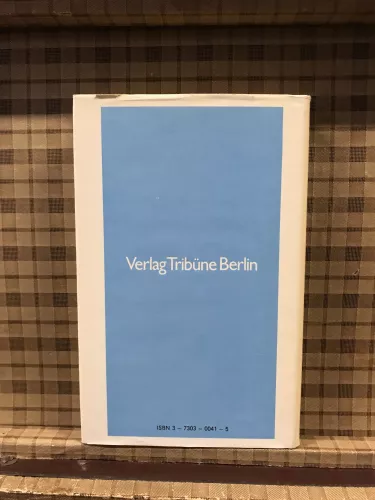 Verlag Tribüne Berlin
ISBN 3 – 7303 – 0041 – 5